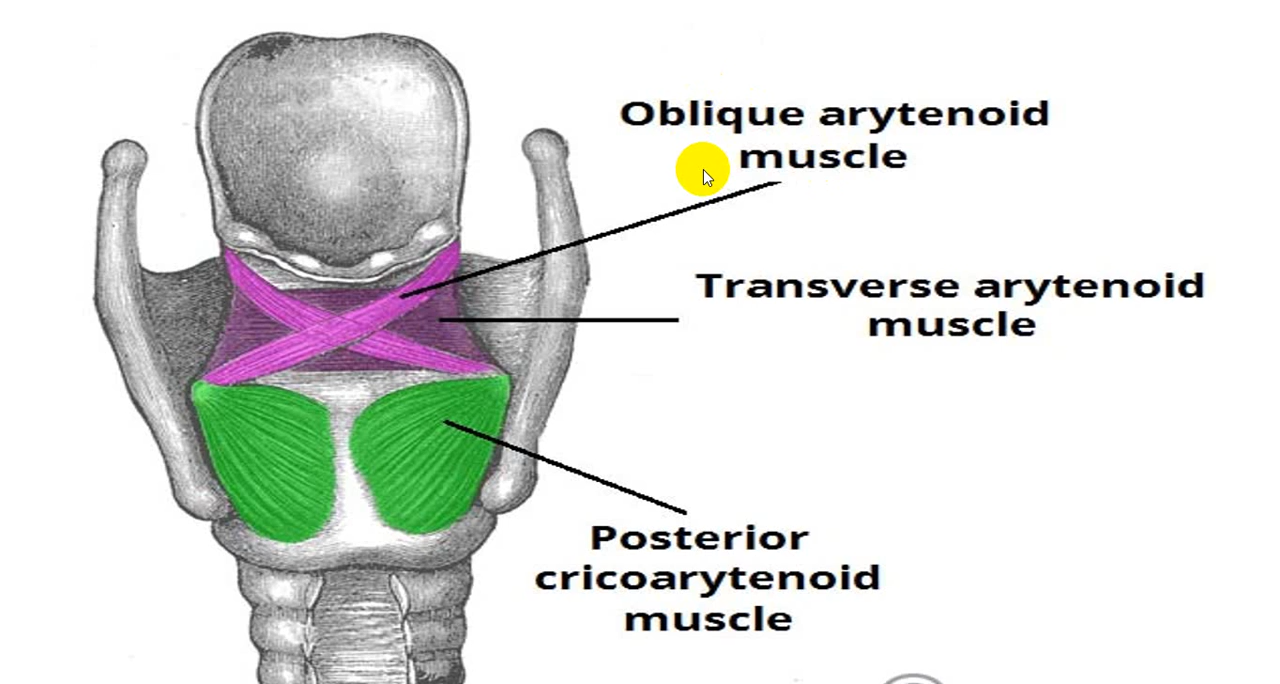 Oblique arytenoid
muscle
Transverse arytenoid
muscle
Posterior
cricoarytenoid
muscle